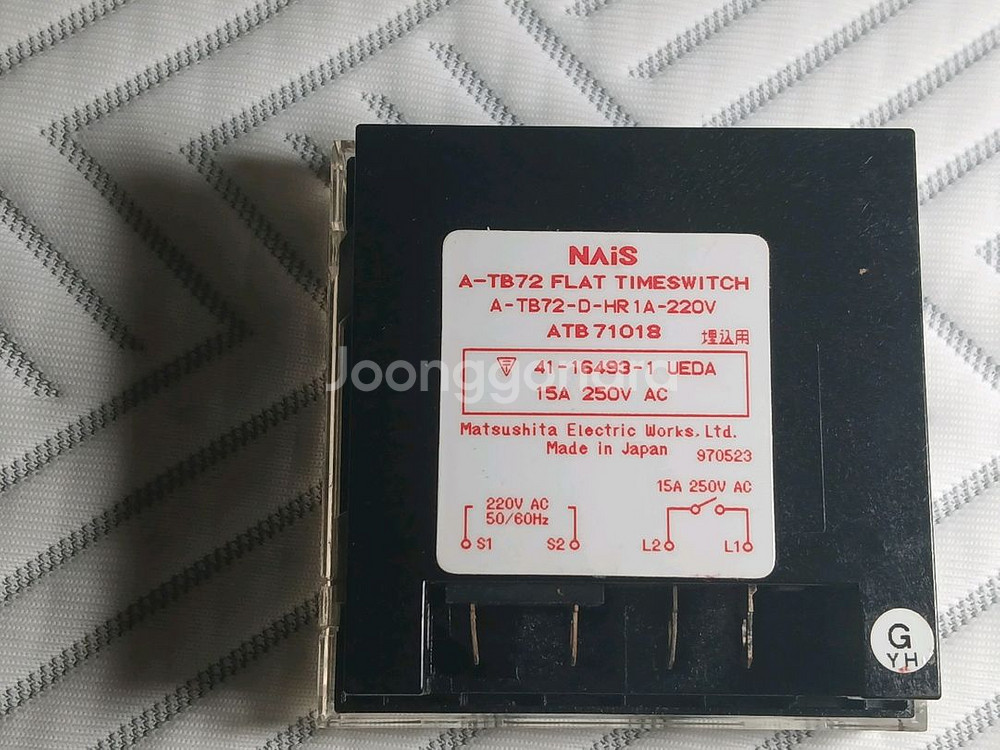 NAiS
A-TB72 FLAT TIMESWITCH
A-TB72-D-HR1A-220V
ATB71018 埋込用
41-16493-1 UEDA
15A 250V AC
Matsushita Electric Works, Ltd.
Made in Japan 970523
15A 250V AC
220V AC
50/60Hz
S1 S2 L2 L1
G
YH
Joonggonara